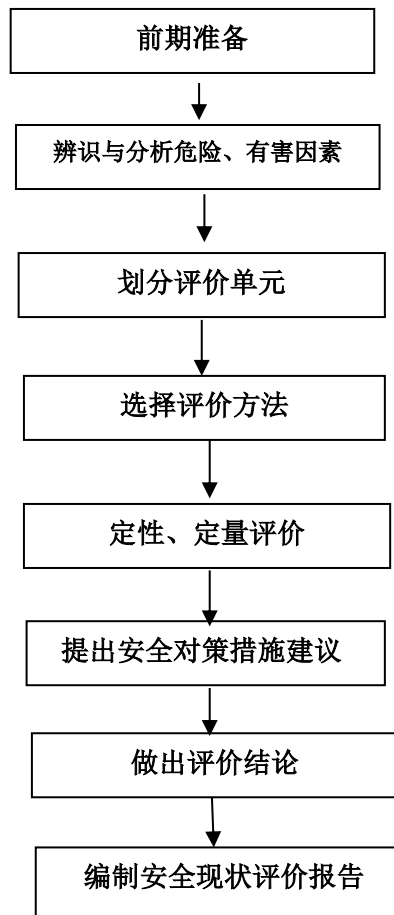 前期准备
辨识与分析危险、有害因素
划分评价单元
选择评价方法
定性、定量评价
提出安全对策措施建议
做出评价结论
编制安全现状评价报告